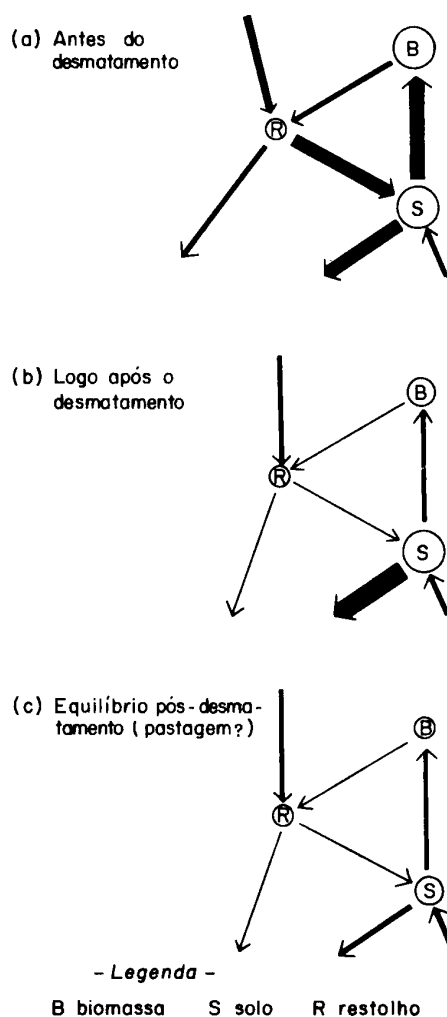 (a) Antes do
desmatamento
B
R
S
(b) Logo após o
desmatamento
B
R
S
(c) Equilíbrio pós-desma-
tamento (pastagem?)
B
R
S
- Legenda -
B biomassa S solo R restolho